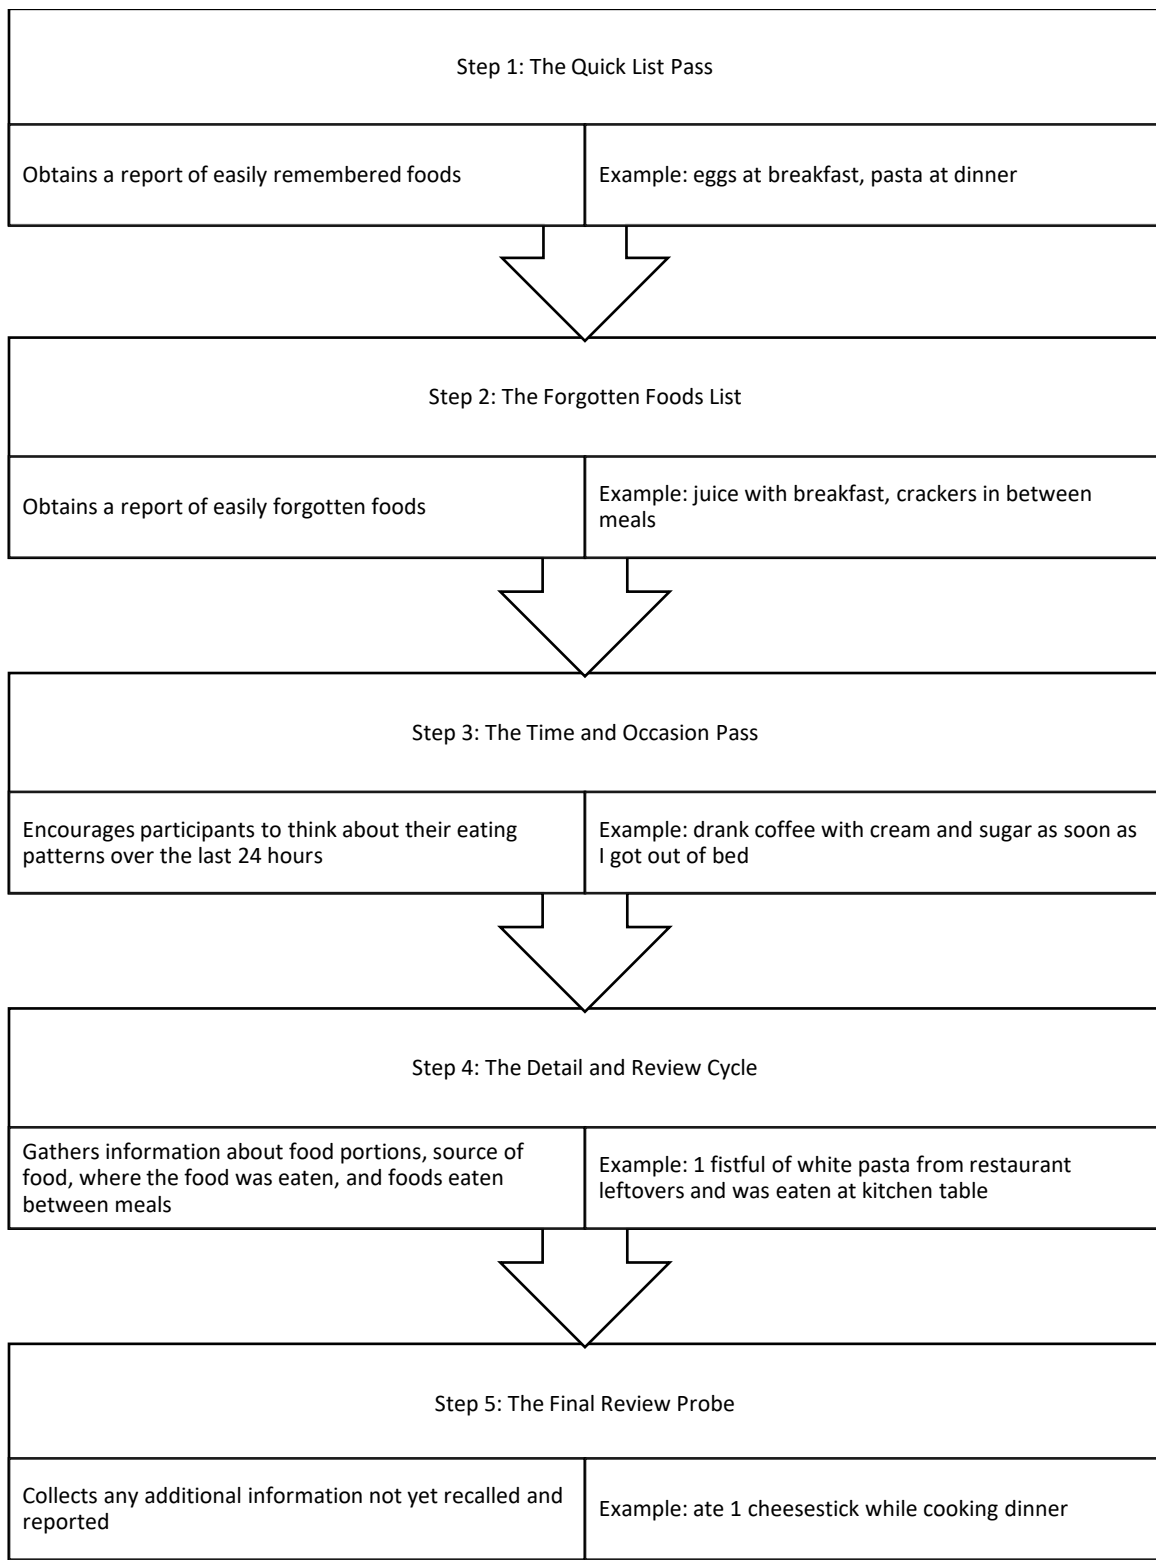 Step 1: The Quick List Pass
Obtains a report of easily remembered foods
Example: eggs at breakfast, pasta at dinner
Step 2: The Forgotten Foods List
Obtains a report of easily forgotten foods
Example: juice with breakfast, crackers in between
meals
Step 3: The Time and Occasion Pass
Encourages participants to think about their eating
patterns over the last 24 hours
Example: drank coffee with cream and sugar as soon as
I got out of bed
Step 4: The Detail and Review Cycle
Gathers information about food portions, source of
food, where the food was eaten, and foods eaten
between meals
Example: 1 fistful of white pasta from restaurant
leftovers and was eaten at kitchen table
Step 5: The Final Review Probe
Collects any additional information not yet recalled and
reported
Example: ate 1 cheesestick while cooking dinner